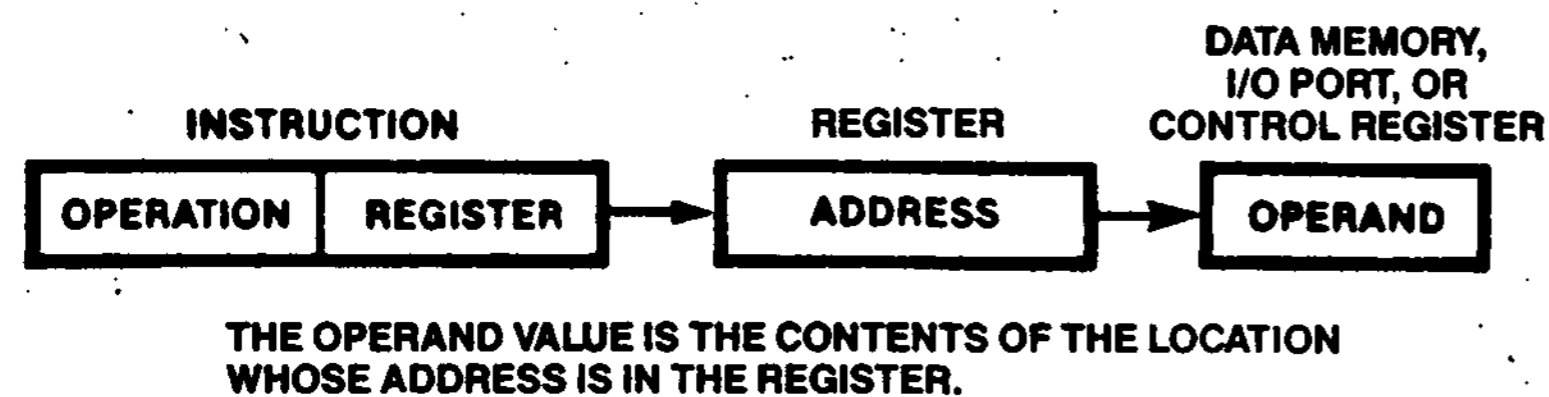 DATA MEMORY,
I/O PORT, OR
INSTRUCTION REGISTER CONTROL REGISTER
OPERATION REGISTER ADDRESS OPERAND
THE OPERAND VALUE IS THE CONTENTS OF THE LOCATION
WHOSE ADDRESS IS IN THE REGISTER.